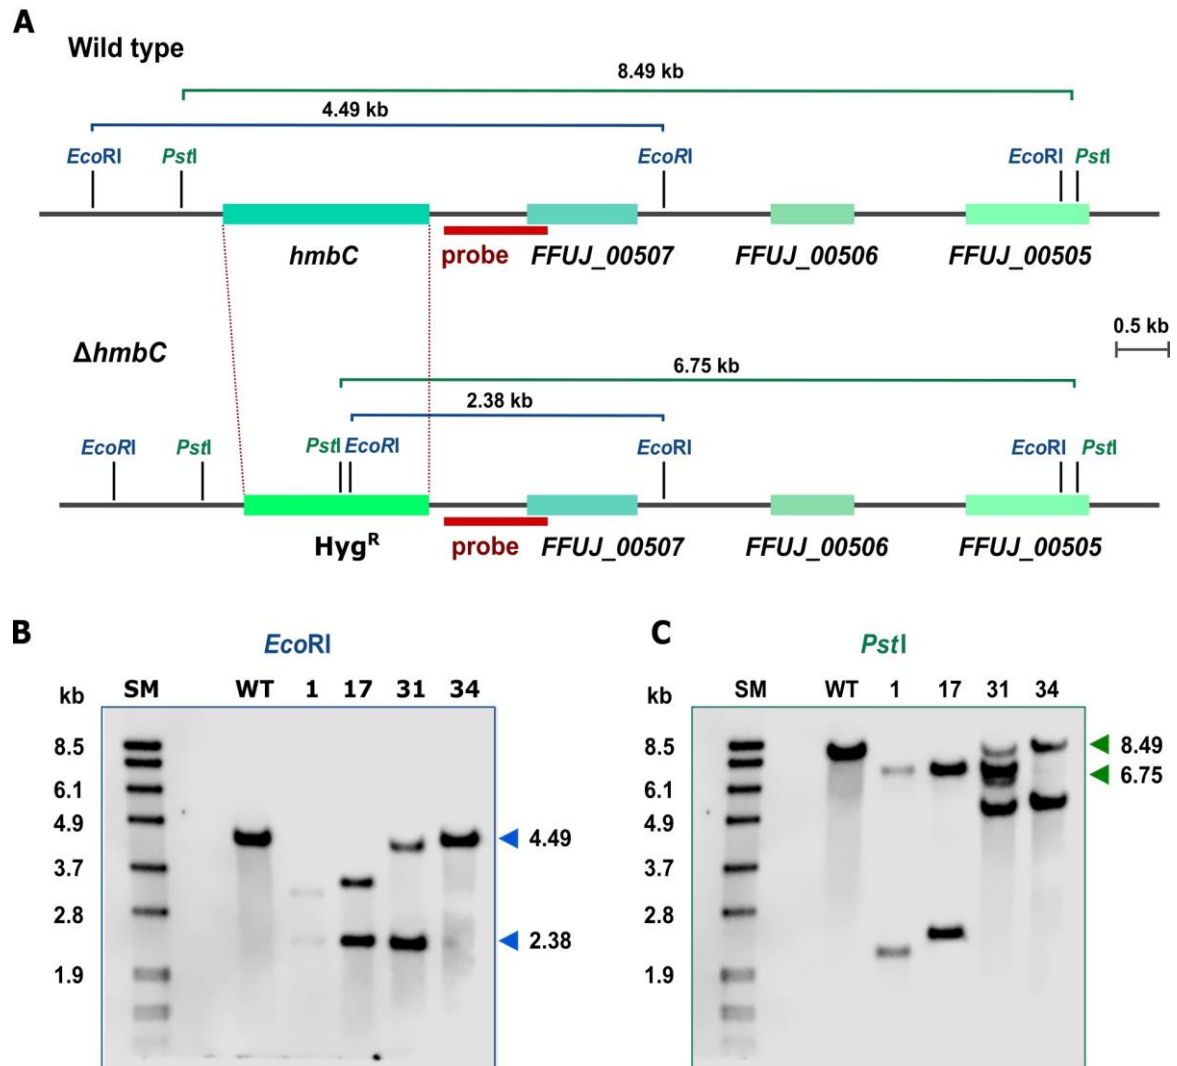 A
Wild type
8.49 kb
4.49 kb
EcoRI PstI EcoRI EcoRI PstI
hmbC probe FFUJ_00507 FFUJ_00506 FFUJ_00505
0.5 kb
ΔhmbC
6.75 kb
2.38 kb
EcoRI PstI PstI EcoRI EcoRI EcoRI PstI
Hyg^R probe FFUJ_00507 FFUJ_00506 FFUJ_00505
B
EcoRI
kb SM WT 1 17 31 34
8.5
6.1
4.9
3.7
2.8
1.9
4.49
2.38
C
PstI
kb SM WT 1 17 31 34
8.5
6.1
4.9
3.7
2.8
1.9
8.49
6.75